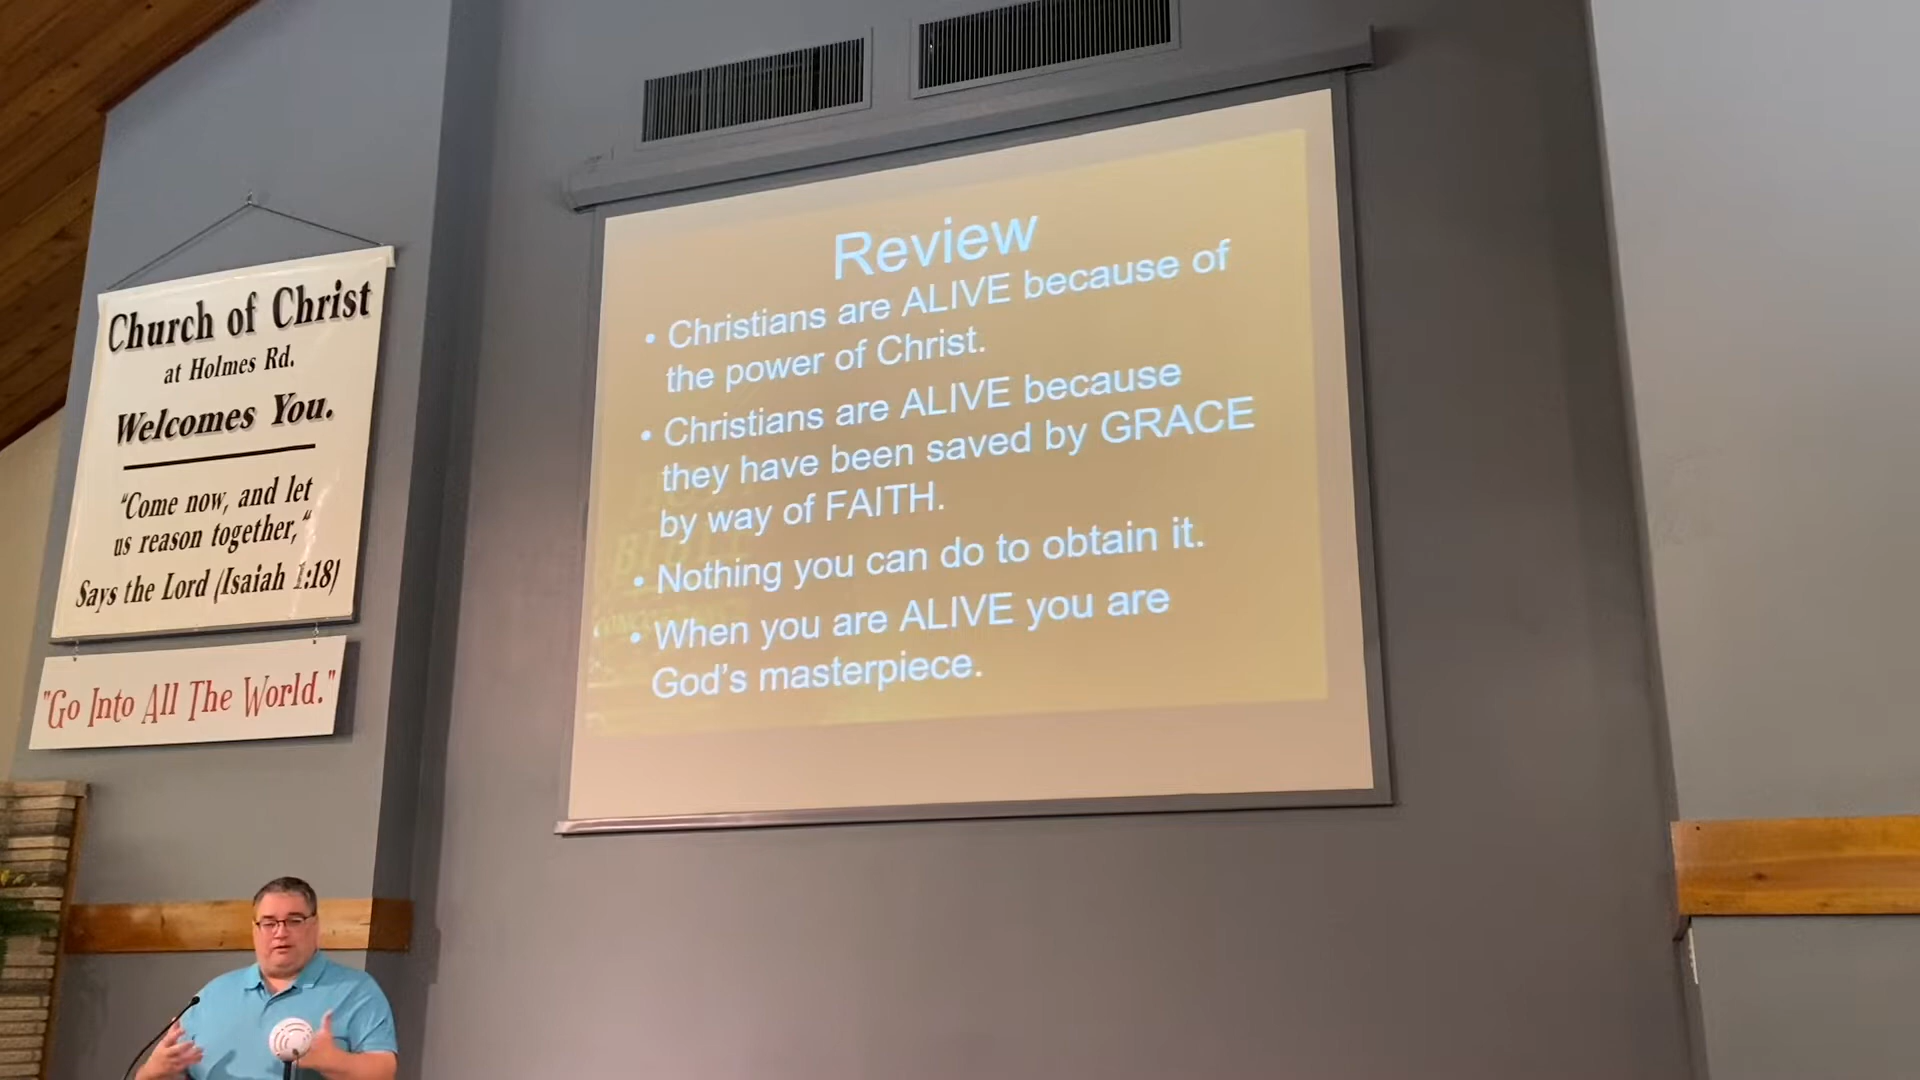 Church of Christ
at Holmes Rd.
Welcomes You.
"Come now, and let
us reason together,"
Says the Lord (Isaiah 1:18)
"Go Into All The World."
Review
• Christians are ALIVE because of
the power of Christ.
• Christians are ALIVE because
they have been saved by GRACE
by way of FAITH.
• Nothing you can do to obtain it.
• When you are ALIVE you are
God's masterpiece.
HOLY
BIBLE